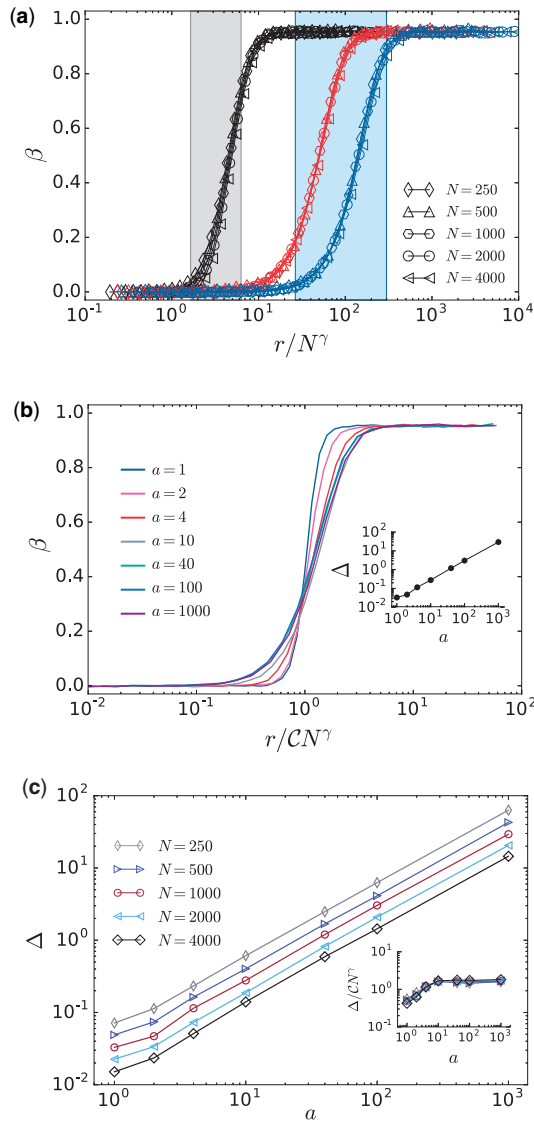 (a)
1.0
0.8
0.6
0.4
0.2
0.0
β
N = 250
N = 500
N = 1000
N = 2000
N = 4000
10⁻¹ 10⁰ 10¹ 10² 10³ 10⁴
r/N^γ
(b)
1.0
0.8
0.6
0.4
0.2
0.0
β
a = 1
a = 2
a = 4
a = 10
a = 40
a = 100
a = 1000
10²
10¹
10⁰
10⁻¹
10⁻²
Δ
10⁰ 10¹ 10² 10³
a
10⁻² 10⁻¹ 10⁰ 10¹ 10²
r/𝒞N^γ
(c)
10²
10¹
10⁰
10⁻¹
10⁻²
Δ
N = 250
N = 500
N = 1000
N = 2000
N = 4000
10¹
10⁰
10⁻¹
Δ/𝒞N^γ
10⁰ 10¹ 10² 10³
a
10⁰ 10¹ 10² 10³
a